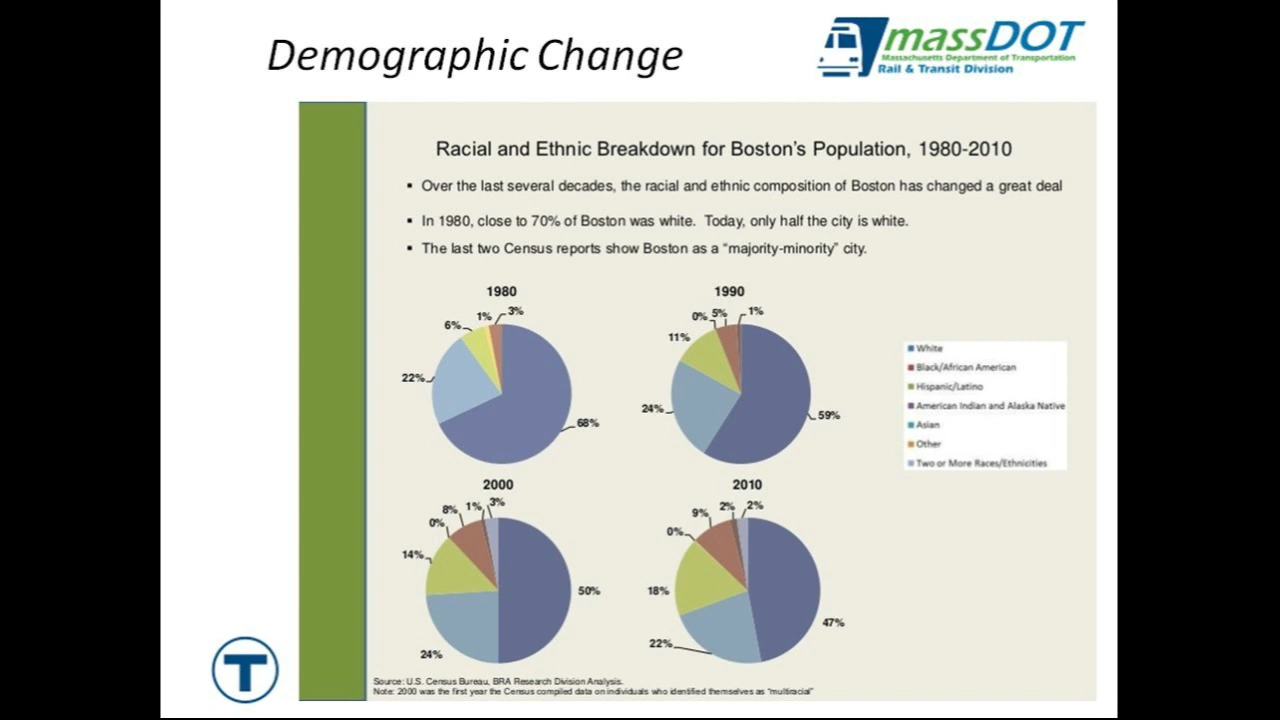 Demographic Change
massDOT
Massachusetts Department of Transportation
Rail & Transit Division
Racial and Ethnic Breakdown for Boston's Population, 1980-2010
▪ Over the last several decades, the racial and ethnic composition of Boston has changed a great deal
▪ In 1980, close to 70% of Boston was white. Today, only half the city is white.
▪ The last two Census reports show Boston as a “majority-minority” city.
1980
3%
1%
6%
22%
68%
1990
1%
0% 5%
11%
24%
59%
White
Black/African American
Hispanic/Latino
American Indian and Alaska Native
Asian
Other
Two or More Races/Ethnicities
2000
8% 1% 3%
0%
14%
50%
24%
2010
9% 2% 2%
0%
18%
47%
22%
T
Source: U.S. Census Bureau, BRA Research Division Analysis.
Note: 2000 was the first year the Census compiled data on individuals who identified themselves as “multiracial”